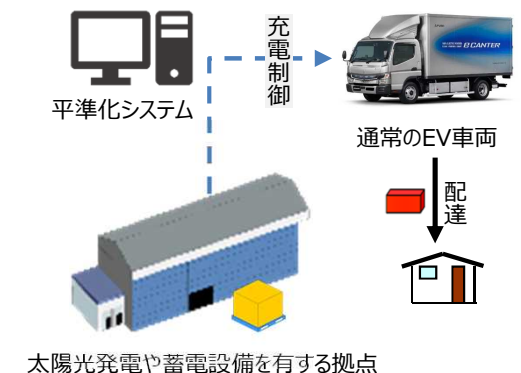 平準化システム
充電制御
eCANTER
通常のEV車両
配達
太陽光発電や蓄電設備を有する拠点